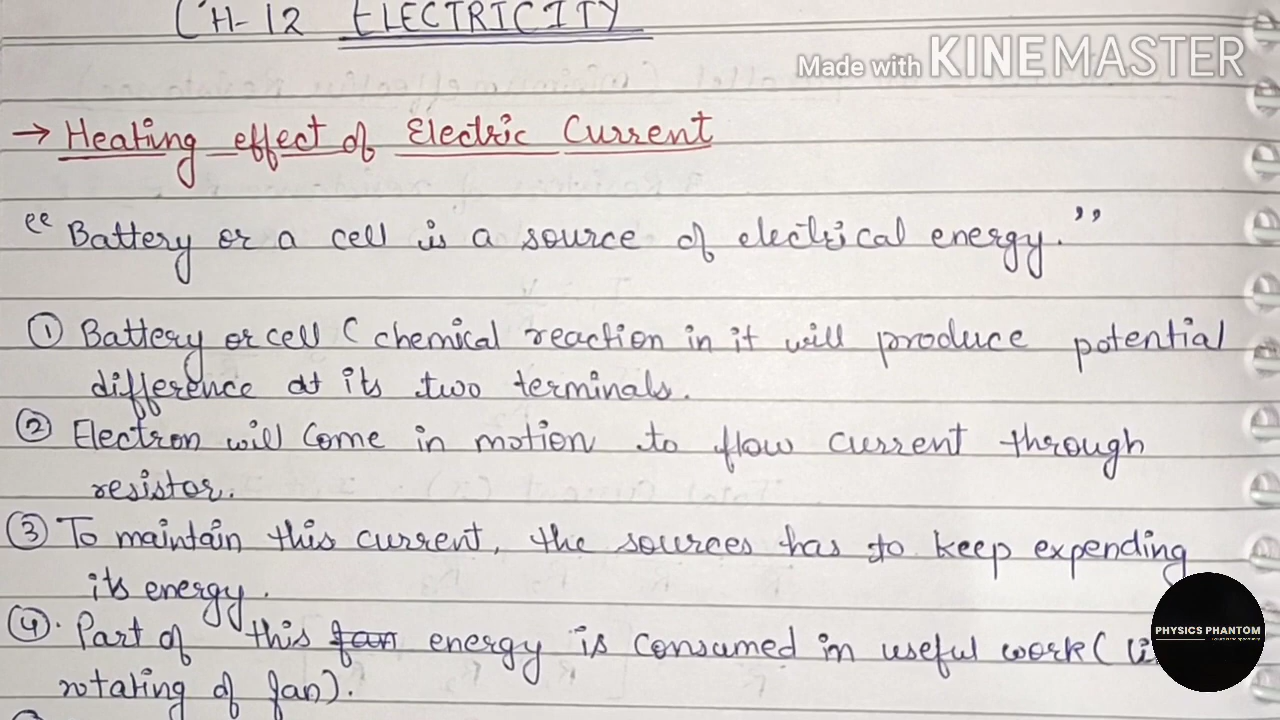 CH-12 ELECTRICITY
Made with KINEMASTER
→ Heating effect of Electric Current
“ Battery or a cell is a source of electrical energy.”
① Battery or cell ( chemical reaction in it will produce potential
difference at its two terminals.
② Electron will Come in motion to flow current through
resistor.
③ To maintain this current, the sources has to keep expending
its energy.
④. Part of this fan energy is consumed in useful work (
rotating of fan).
PHYSICS PHANTOM